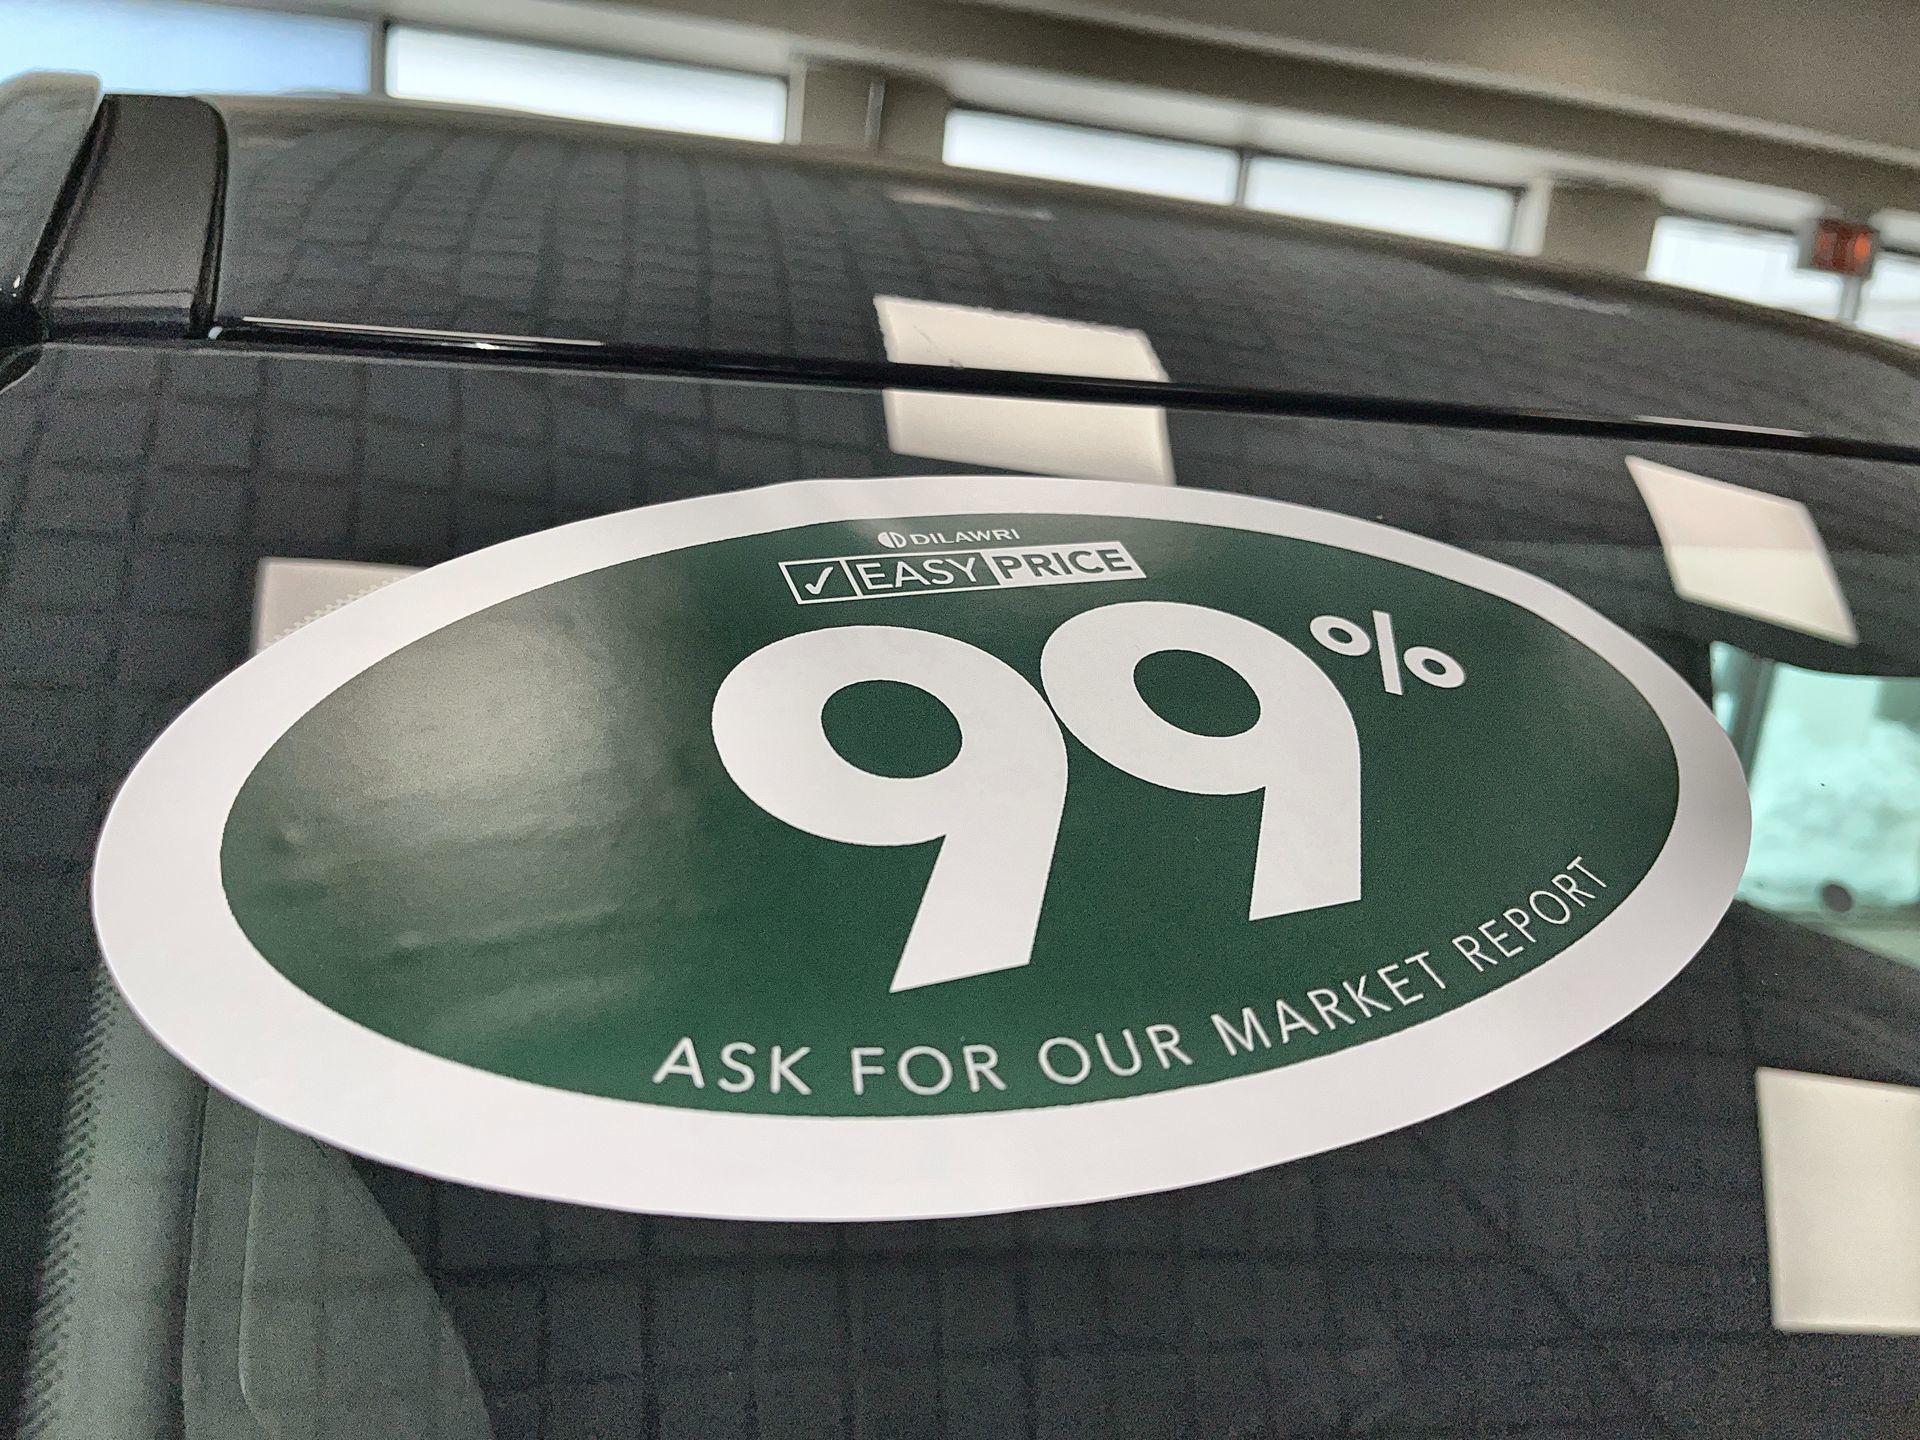 DILAWRI
✓ EASY PRICE
99%
ASK FOR OUR MARKET REPORT